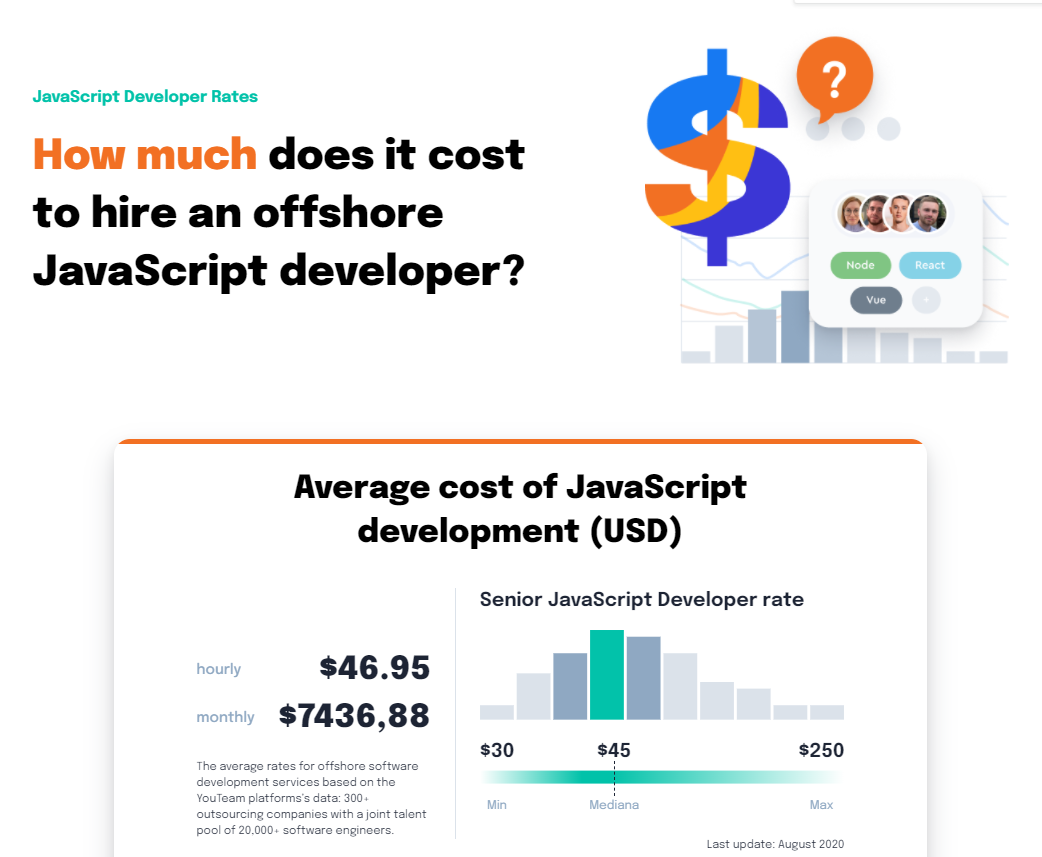 JavaScript Developer Rates
How much does it cost
to hire an offshore
JavaScript developer?
$
?
Node
React
Vue
+
Average cost of JavaScript
development (USD)
hourly
$46.95
monthly
$7436,88
The average rates for offshore software
development services based on the
YouTeam platforms's data: 300+
outsourcing companies with a joint talent
pool of 20,000+ software engineers.
Senior JavaScript Developer rate
$30
$45
$250
Min
Mediana
Max
Last update: August 2020